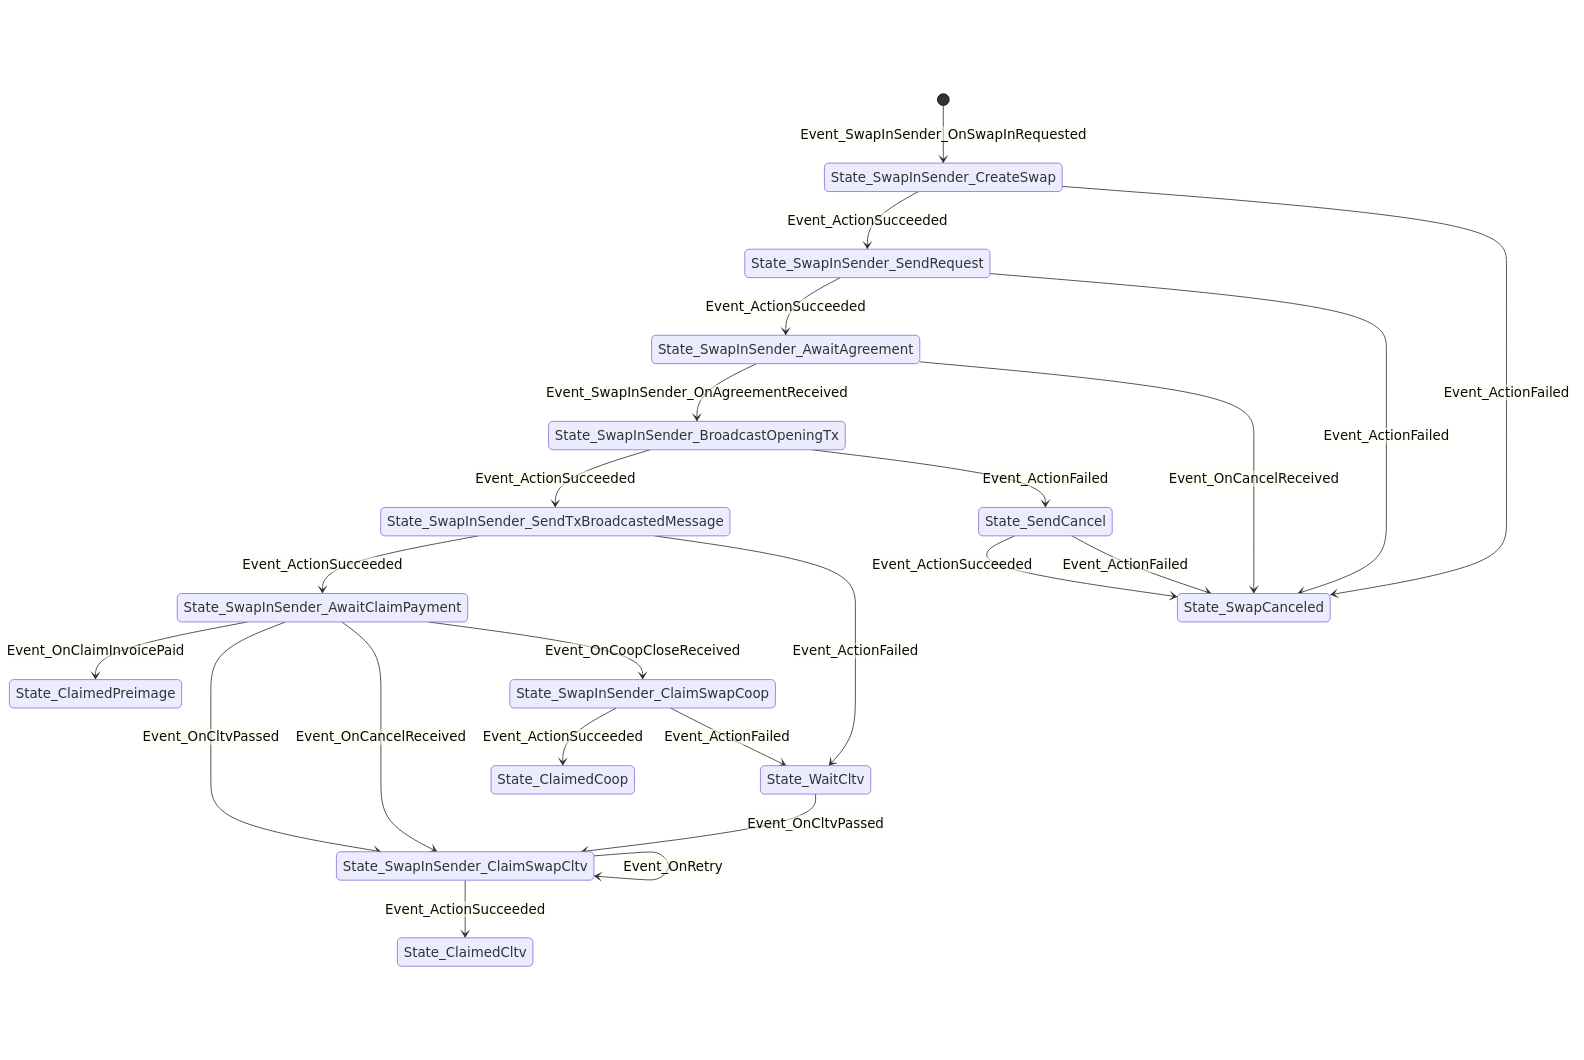 Event_SwapInSender_OnSwapInRequested
State_SwapInSender_CreateSwap
Event_ActionSucceeded
State_SwapInSender_SendRequest
Event_ActionSucceeded
State_SwapInSender_AwaitAgreement
Event_SwapInSender_OnAgreementReceived
Event_ActionFailed
State_SwapInSender_BroadcastOpeningTx
Event_ActionFailed
Event_ActionSucceeded
Event_ActionFailed
Event_OnCancelReceived
State_SwapInSender_SendTxBroadcastedMessage
State_SendCancel
Event_ActionSucceeded
Event_ActionSucceeded
Event_ActionFailed
State_SwapInSender_AwaitClaimPayment
State_SwapCanceled
Event_OnClaimInvoicePaid
Event_OnCoopCloseReceived
Event_ActionFailed
State_ClaimedPreimage
State_SwapInSender_ClaimSwapCoop
Event_OnCltvPassed
Event_OnCancelReceived
Event_ActionSucceeded
Event_ActionFailed
State_ClaimedCoop
State_WaitCltv
Event_OnCltvPassed
State_SwapInSender_ClaimSwapCltv
Event_OnRetry
Event_ActionSucceeded
State_ClaimedCltv